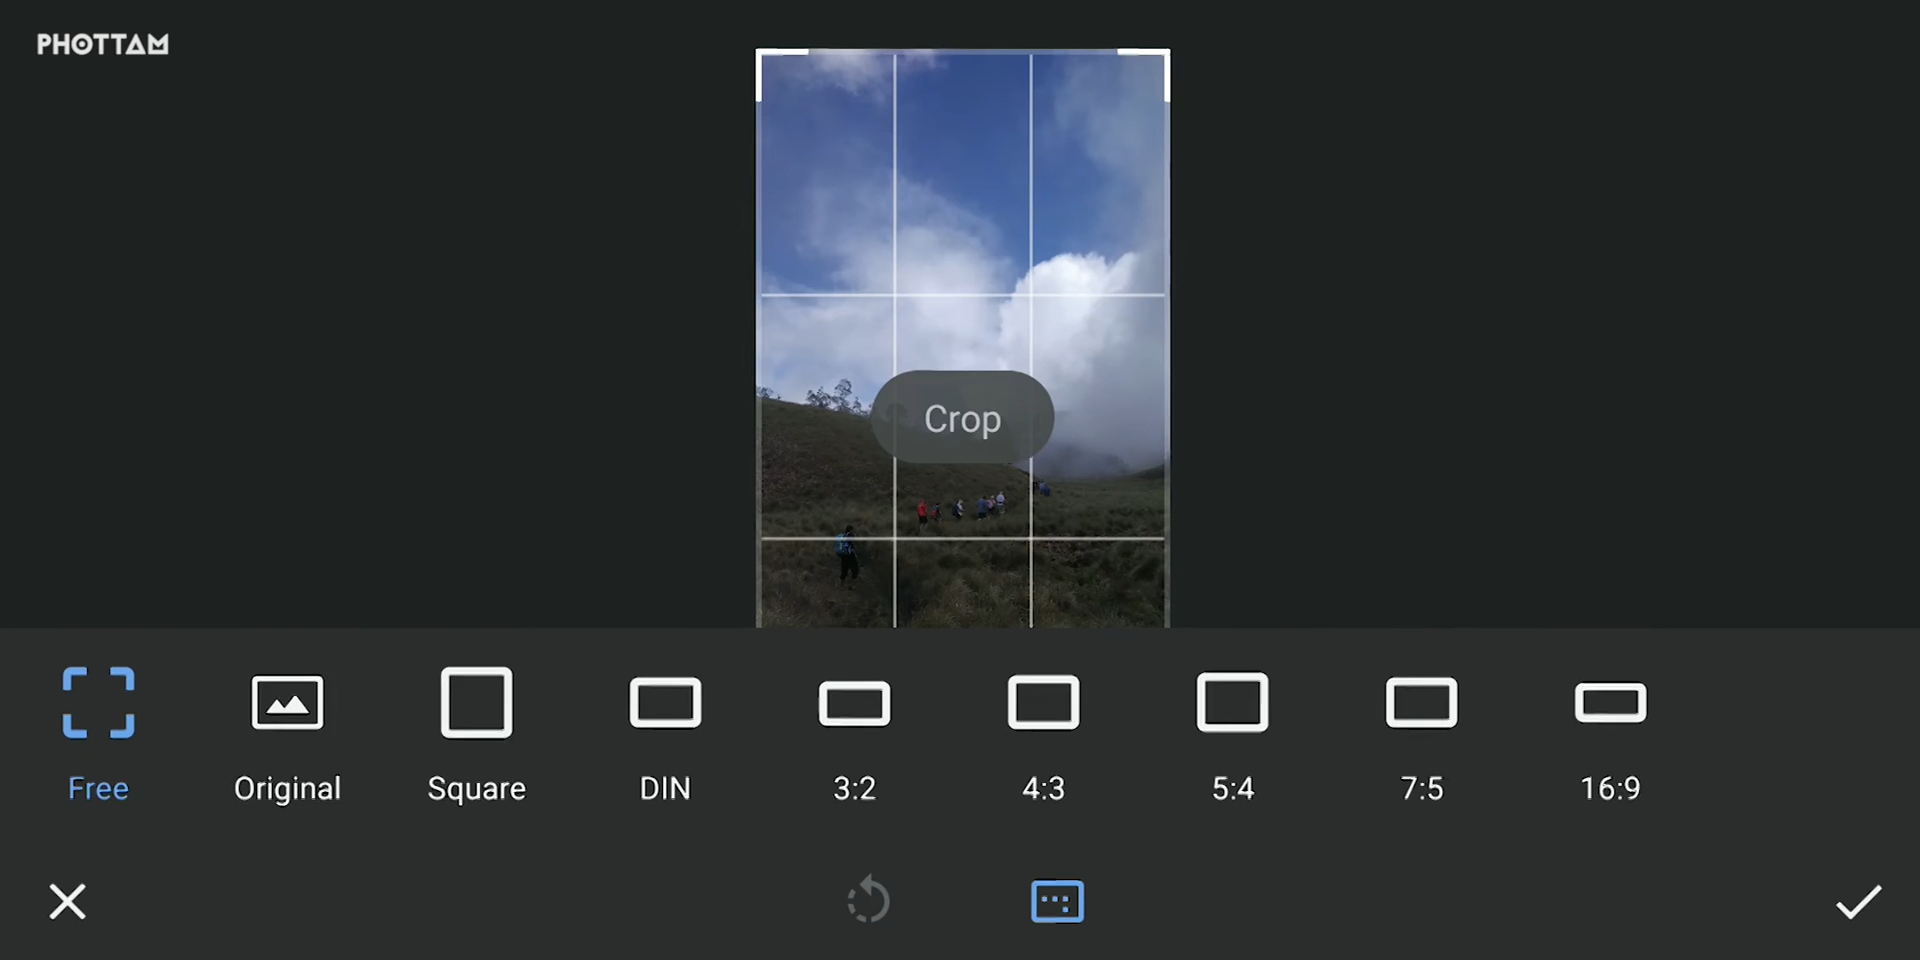 PHOTTAM
Crop
Free
Original
Square
DIN
3:2
4:3
5:4
7:5
16:9